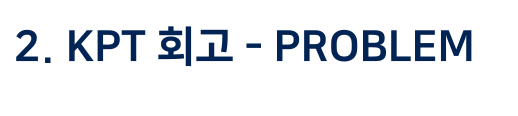 2. KPT 회고 - PROBLEM